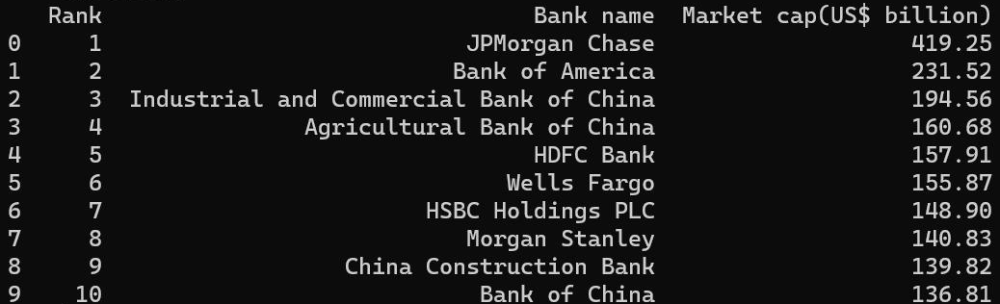 Rank Bank name Market cap(US$ billion)
0 1 JPMorgan Chase 419.25
1 2 Bank of America 231.52
2 3 Industrial and Commercial Bank of China 194.56
3 4 Agricultural Bank of China 160.68
4 5 HDFC Bank 157.91
5 6 Wells Fargo 155.87
6 7 HSBC Holdings PLC 148.90
7 8 Morgan Stanley 140.83
8 9 China Construction Bank 139.82
9 10 Bank of China 136.81